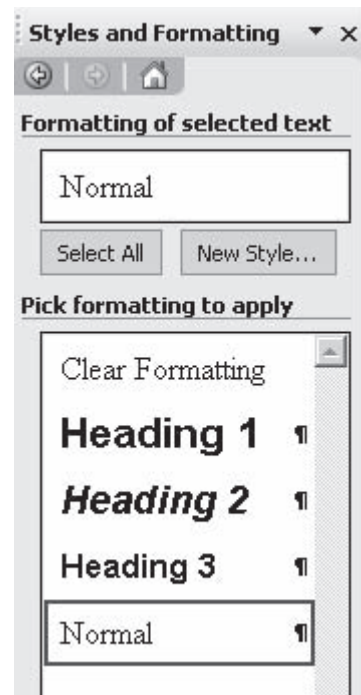 Styles and Formatting
Formatting of selected text
Normal
Select All New Style...
Pick formatting to apply
Clear Formatting
Heading 1 ¶
Heading 2 ¶
Heading 3 ¶
Normal ¶